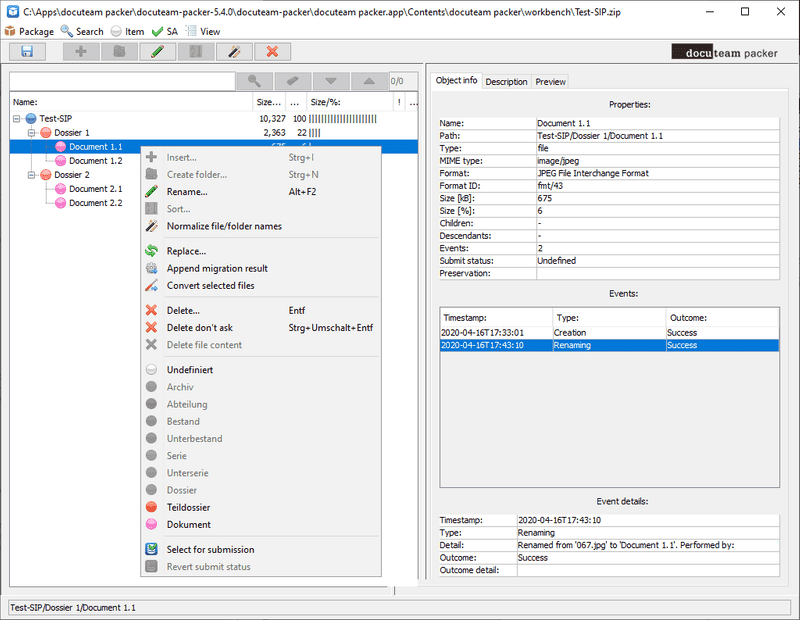 C:\Apps\docuteam packer\docuteam-packer-5.4.0\docuteam-packer\docuteam packer.app\Contents\docuteam packer\workbench\Test-SIP.zip
Package Search Item SA View
docuteam packer
0/0
Name: Size... ... Size/%: ! ...
Test-SIP 10,327 100 ||||||||||||||||||||||
Dossier 1 2,363 22 ||||
Document 1.1
Document 1.2
Dossier 2
Document 2.1
Document 2.2
Insert... Strg+I
Create folder... Strg+N
Rename... Alt+F2
Sort...
Normalize file/folder names
Replace...
Append migration result
Convert selected files
Delete... Entf
Delete don't ask Strg+Umschalt+Entf
Delete file content
Undefiniert
Archiv
Abteilung
Bestand
Unterbestand
Serie
Unterserie
Dossier
Teildossier
Dokument
Select for submission
Revert submit status
Object info Description Preview
Properties:
Name: Document 1.1
Path: Test-SIP/Dossier 1/Document 1.1
Type: file
MIME type: image/jpeg
Format: JPEG File Interchange Format
Format ID: fmt/43
Size [kB]: 675
Size [%]: 6
Children: -
Descendants: -
Events: 2
Submit status: Undefined
Preservation:
Events:
Timestamp: Type: Outcome:
2020-04-16T17:33:01 Creation Success
2020-04-16T17:43:10 Renaming Success
Event details:
Timestamp: 2020-04-16T17:43:10
Type: Renaming
Detail: Renamed from '067.jpg' to 'Document 1.1'. Performed by:
Outcome: Success
Outcome detail:
Test-SIP/Dossier 1/Document 1.1